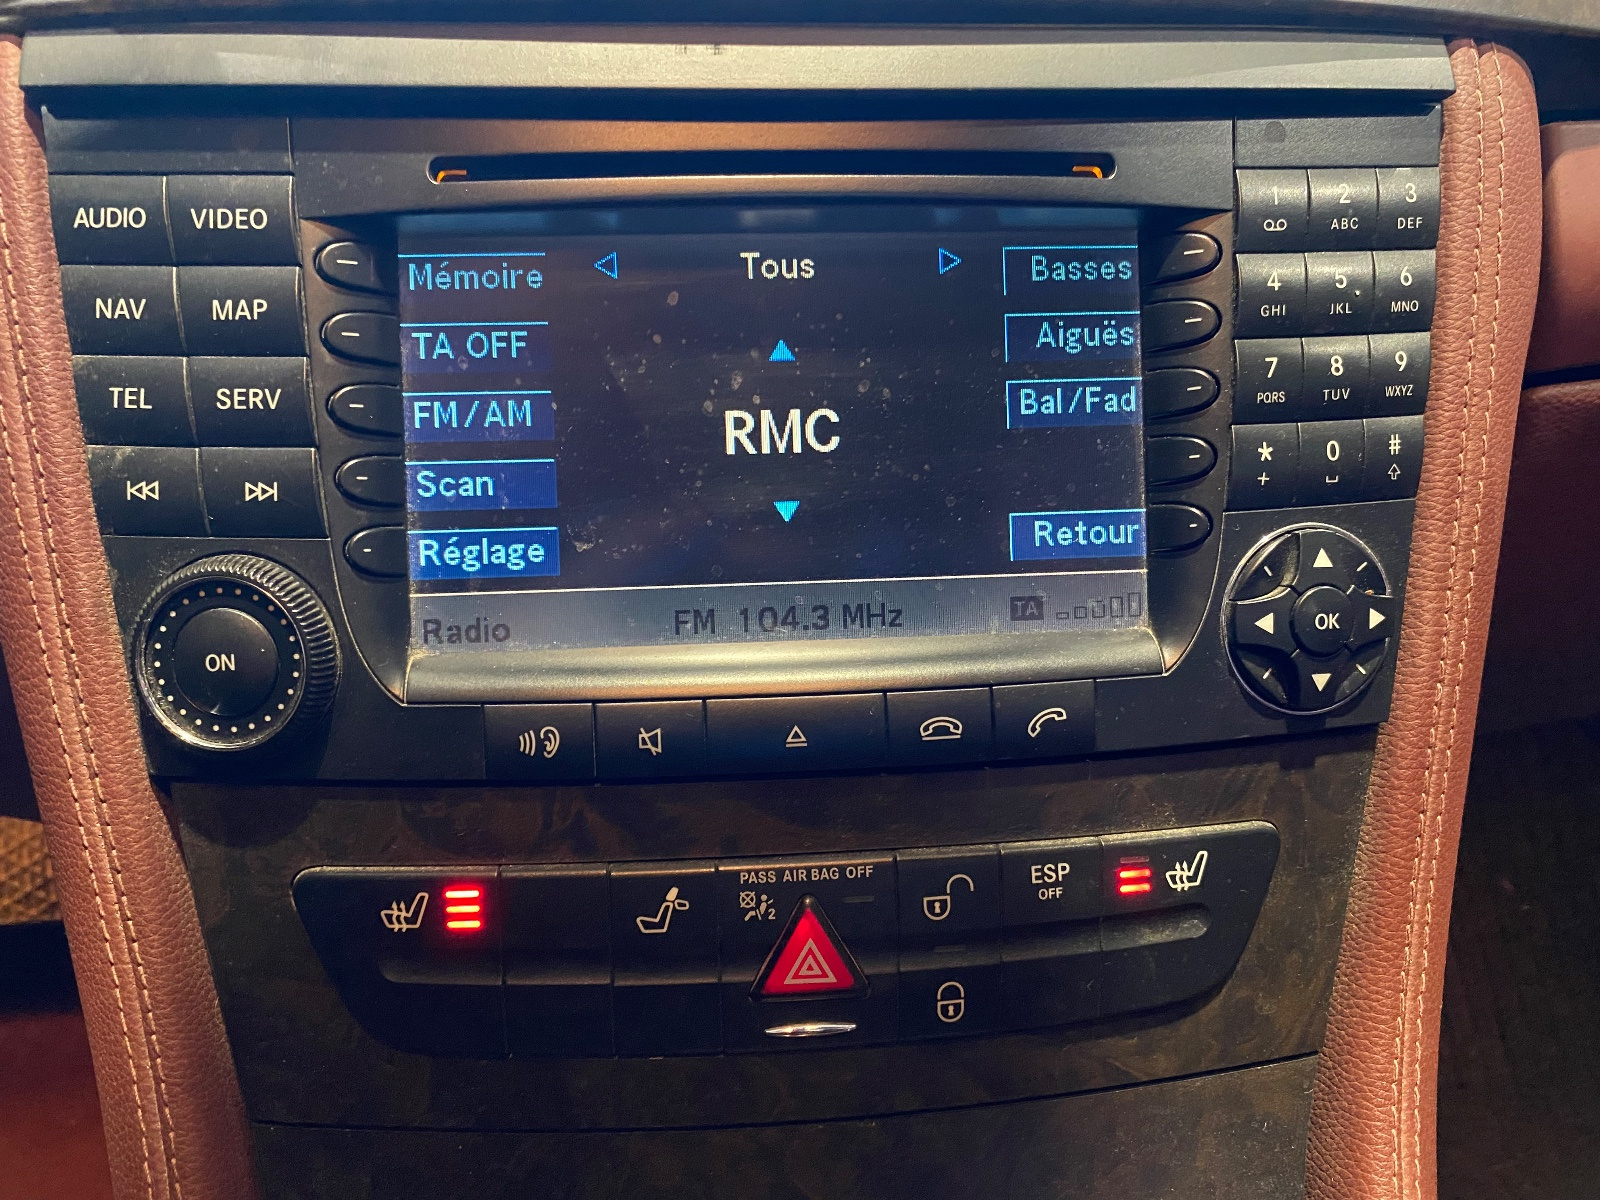 AUDIO VIDEO
NAV MAP
TEL SERV
ON
Mémoire
TA OFF
FM/AM
Scan
Réglage
Tous
RMC
Basses
Aiguës
Bal/Fad
Retour
Radio FM 104.3 MHz TA
1 2 3
ABC DEF
4 5 6
GHI JKL MNO
7 8 9
PQRS TUV WXYZ
* 0 #
+
OK
PASS AIR BAG OFF
2
ESP
OFF